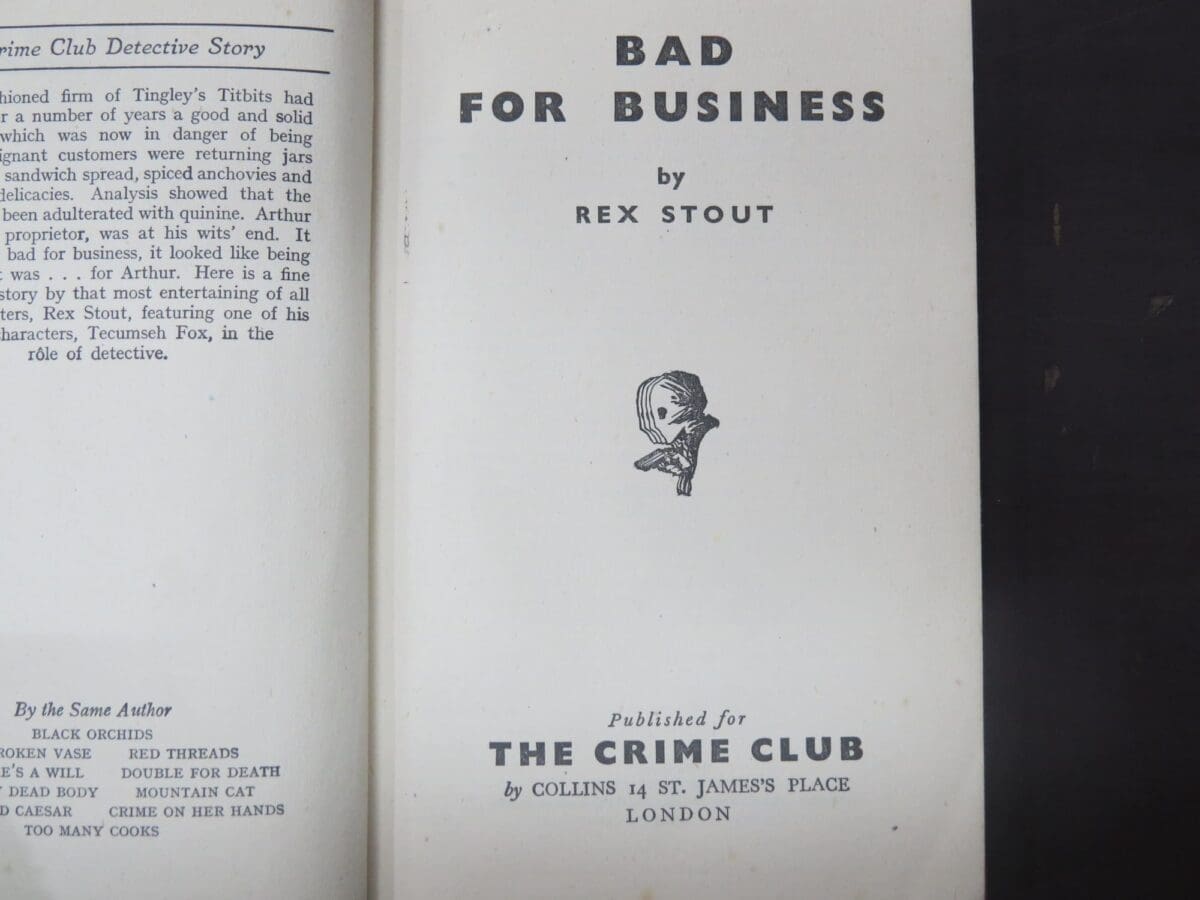 rime Club Detective Story
hioned firm of Tingley's Titbits had
r a number of years a good and solid
which was now in danger of being
ignant customers were returning jars
sandwich spread, spiced anchovies and
delicacies. Analysis showed that the
been adulterated with quinine. Arthur
proprietor, was at his wits' end. It
bad for business, it looked like being
was . . . for Arthur. Here is a fine
story by that most entertaining of all
ters, Rex Stout, featuring one of his
haracters, Tecumseh Fox, in the
rôle of detective.
By the Same Author
BLACK ORCHIDS
ROKEN VASE RED THREADS
E'S A WILL DOUBLE FOR DEATH
DEAD BODY MOUNTAIN CAT
D CAESAR CRIME ON HER HANDS
TOO MANY COOKS
BAD
FOR BUSINESS
by
REX STOUT
Published for
THE CRIME CLUB
by COLLINS 14 ST. JAMES'S PLACE
LONDON